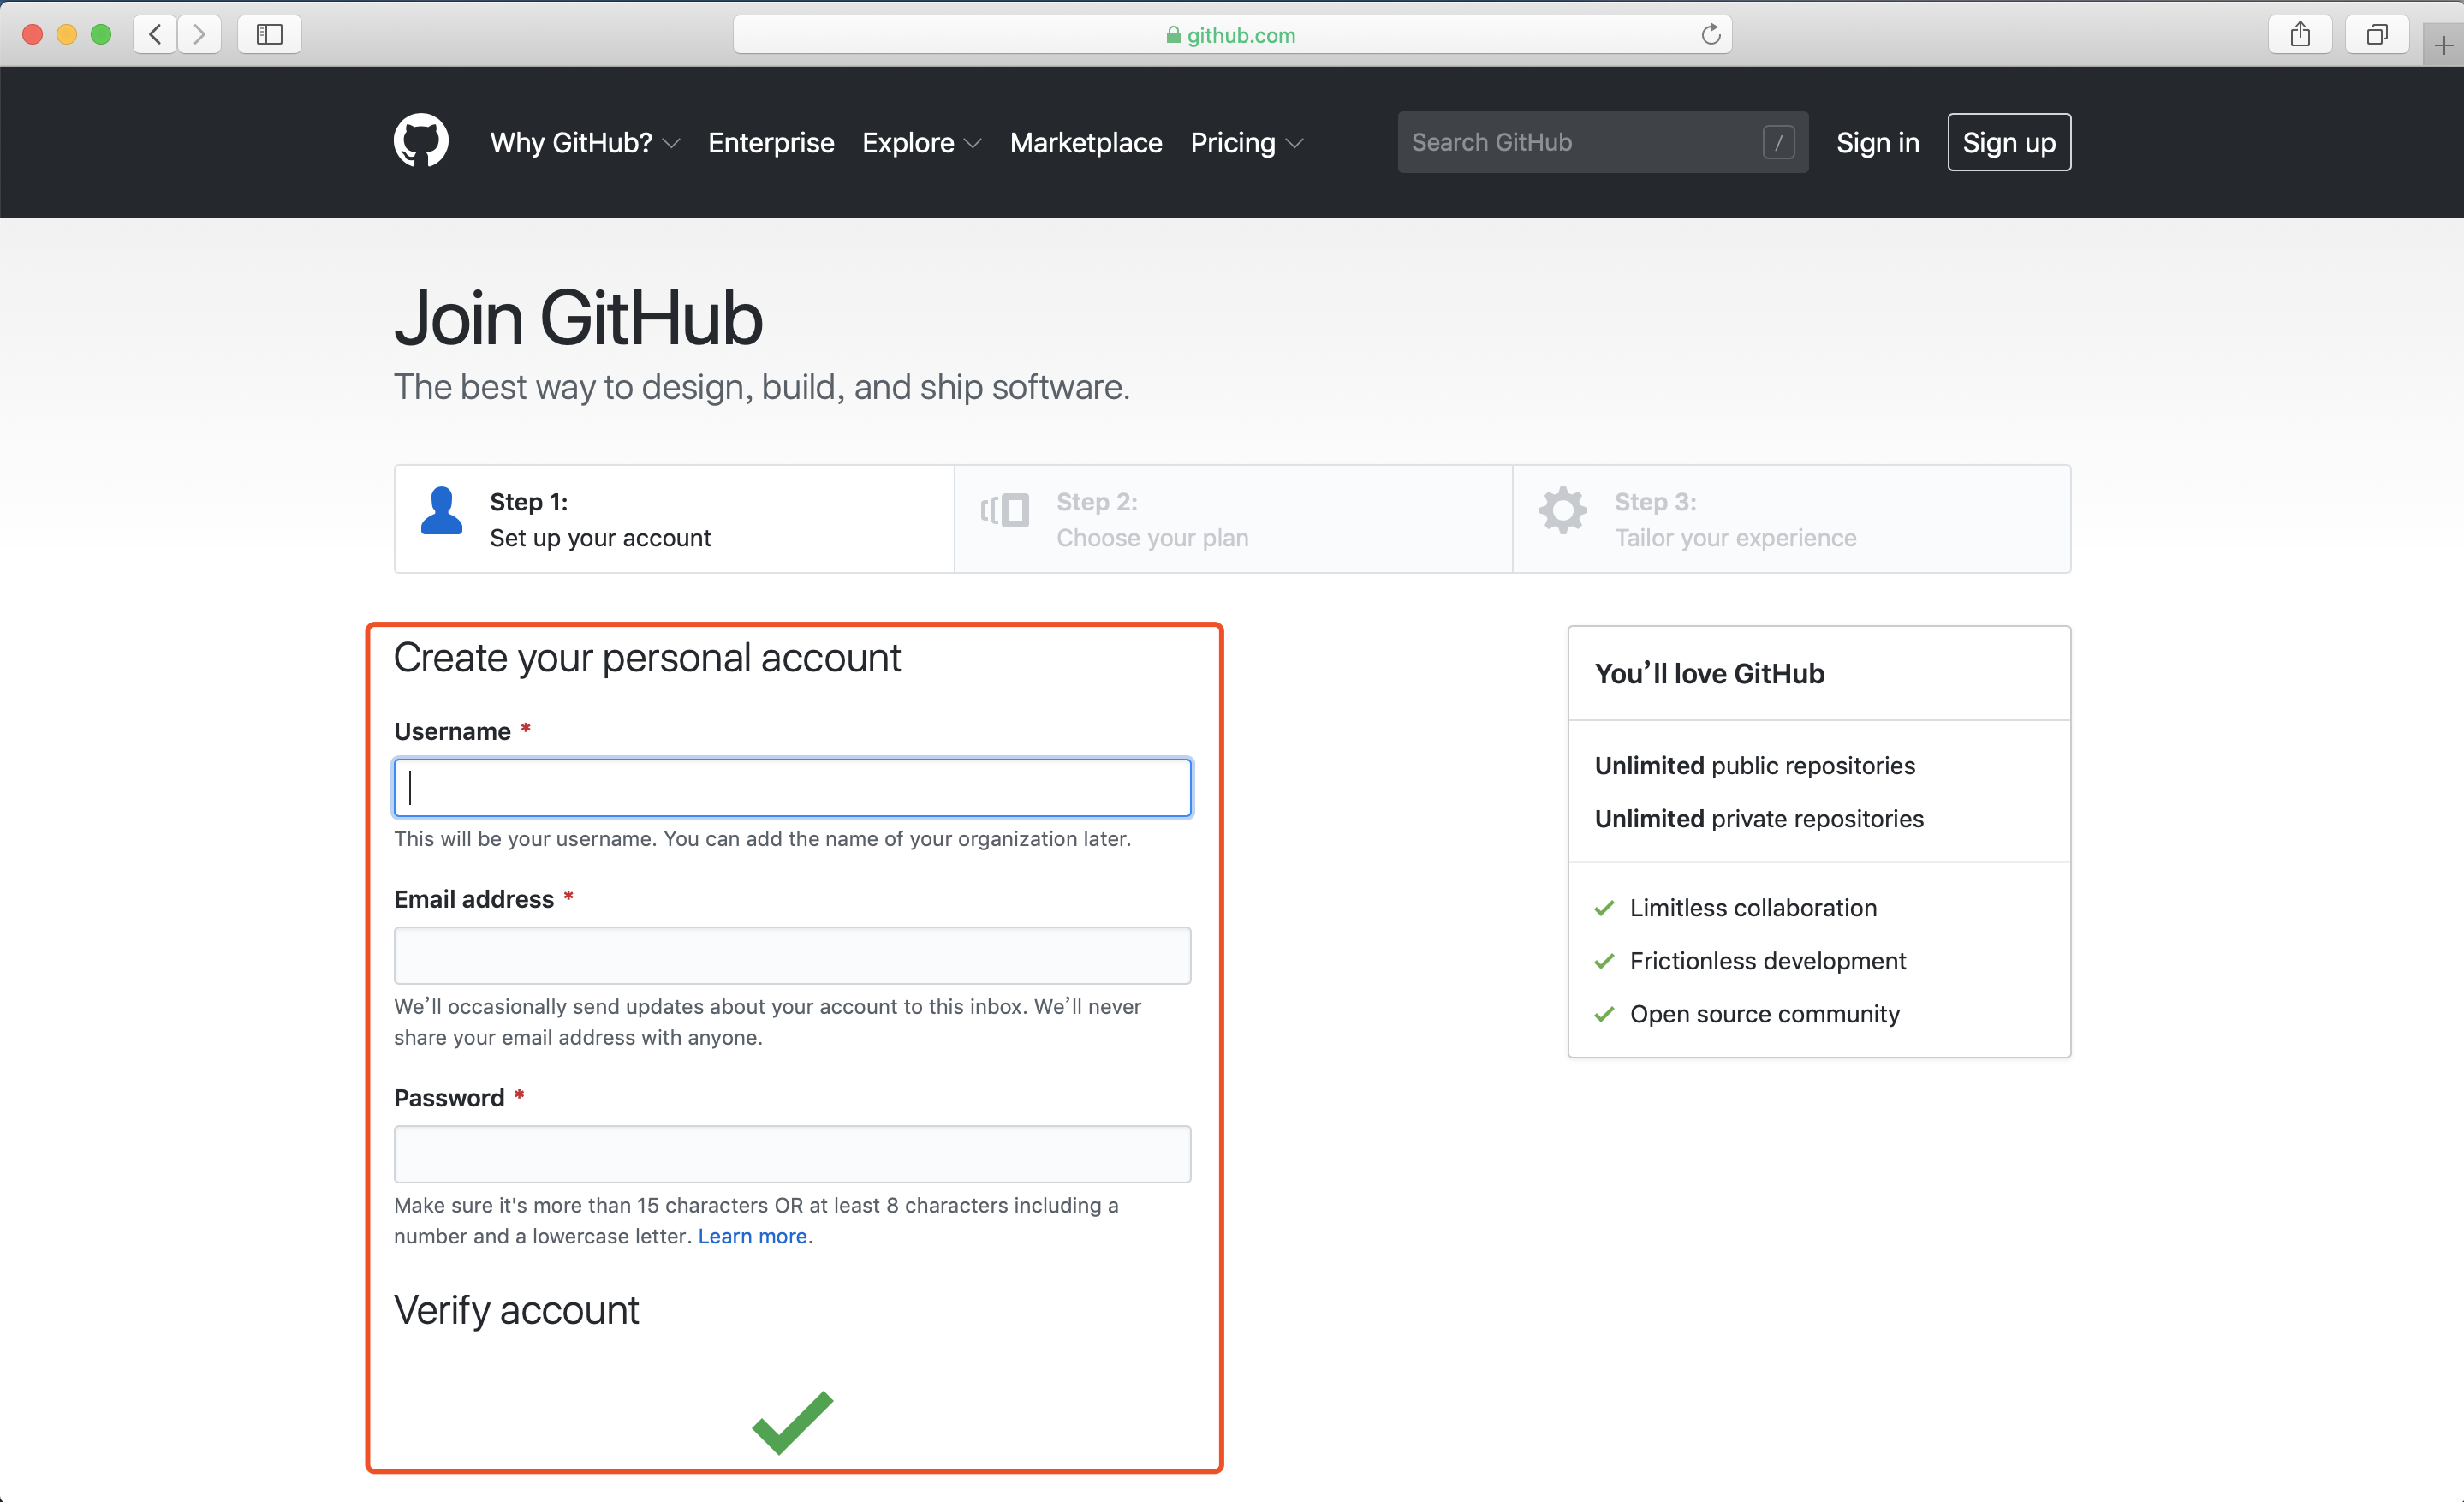 github.com
Why GitHub? Enterprise Explore Marketplace Pricing Search GitHub / Sign in Sign up
Join GitHub
The best way to design, build, and ship software.
Step 1:
Set up your account
Step 2:
Choose your plan
Step 3:
Tailor your experience
Create your personal account
Username *
This will be your username. You can add the name of your organization later.
Email address *
We’ll occasionally send updates about your account to this inbox. We’ll never
share your email address with anyone.
Password *
Make sure it's more than 15 characters OR at least 8 characters including a
number and a lowercase letter. Learn more.
Verify account
You’ll love GitHub
Unlimited public repositories
Unlimited private repositories
Limitless collaboration
Frictionless development
Open source community